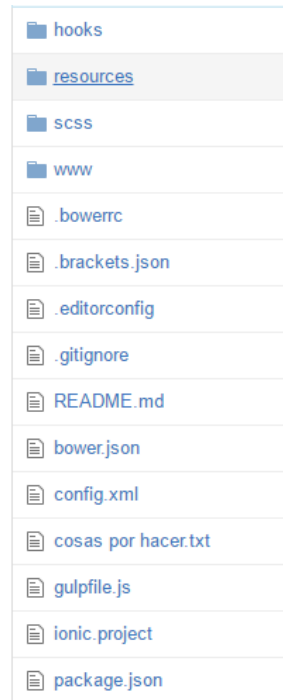 hooks
resources
scss
www
.bowerrc
.brackets.json
.editorconfig
.gitignore
README.md
bower.json
config.xml
cosas por hacer.txt
gulpfile.js
ionic.project
package.json